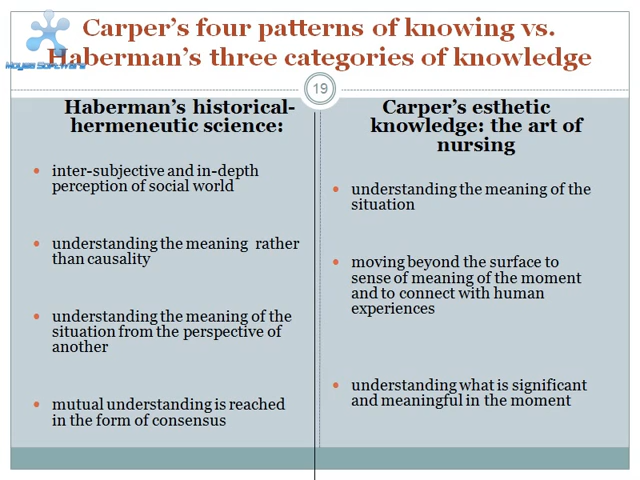 Carper's four patterns of knowing vs.
Haberman's three categories of knowledge
Movavi Software
19
Haberman's historical-
hermeneutic science:
inter-subjective and in-depth
perception of social world
understanding the meaning rather
than causality
understanding the meaning of the
situation from the perspective of
another
mutual understanding is reached
in the form of consensus
Carper's esthetic
knowledge: the art of
nursing
understanding the meaning of the
situation
moving beyond the surface to
sense of meaning of the moment
and to connect with human
experiences
understanding what is significant
and meaningful in the moment